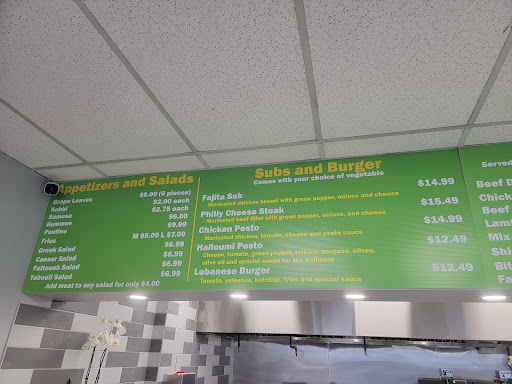 Appetizers and Salads
Grape Leaves $6.00 (6 pieces)
Kobbi $2.00 each
Samosa $2.75 each
Hummos $6.00
Poutine $9.99
Fries M $5.00 L $7.00
Greek Salad $6.99
Caesar Salad $6.99
Fattoush Salad $6.99
Tabouli Salad $6.99
Add meat to any salad for only $4.00
Subs and Burger
Comes with your choice of vegetable
Fajita Sub $14.99
Marinated chicken breast with green pepper, onions and cheese
Philly Cheese Steak $15.49
Marinated beef fillet with green pepper, onions, and cheese
Chicken Pesto $14.99
Marinated chicken, tomato, cheese and pesto sauce
Halloumi Pesto $12.49
Cheese, tomato, green pepper, lettuce, oregano, olives,
olive oil and special sauce for the Halloumi
Lebanese Burger $12.49
Tomato, coleslaw, ketchup, fries and special sauce
Served
Beef D
Chick
Beef
Lamb
Mix
Shi
Bit
Fa